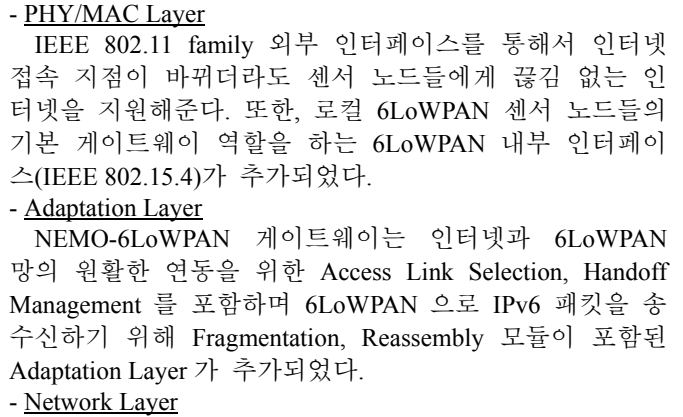 - PHY/MAC Layer
IEEE 802.11 family 외부 인터페이스를 통해서 인터넷
접속 지점이 바뀌더라도 센서 노드들에게 끊김 없는 인
터넷을 지원해준다. 또한, 로컬 6LoWPAN 센서 노드들의
기본 게이트웨이 역할을 하는 6LoWPAN 내부 인터페이
스(IEEE 802.15.4)가 추가되었다.
- Adaptation Layer
NEMO-6LoWPAN 게이트웨이는 인터넷과 6LoWPAN
망의 원활한 연동을 위한 Access Link Selection, Handoff
Management 를 포함하며 6LoWPAN 으로 IPv6 패킷을 송
수신하기 위해 Fragmentation, Reassembly 모듈이 포함된
Adaptation Layer 가 추가되었다.
- Network Layer